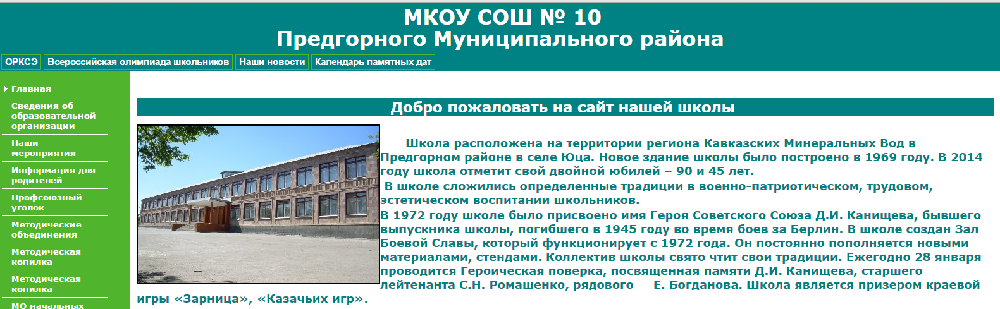 МКОУ СОШ № 10
Предгорного Муниципального района
ОРКСЭ Всероссийская олимпиада школьников Наши новости Календарь памятных дат
Главная
Сведения об
образовательной
организации
Наши
мероприятия
Информация для
родителей
Профсоюзный
уголок
Методические
объединения
Методическая
копилка
Методическая
копилка
МО начальных
Добро пожаловать на сайт нашей школы
Школа расположена на территории региона Кавказских Минеральных Вод в
Предгорном районе в селе Юца. Новое здание школы было построено в 1969 году. В 2014
году школа отметит свой двойной юбилей – 90 и 45 лет.
В школе сложились определенные традиции в военно-патриотическом, трудовом,
эстетическом воспитании школьников.
В 1972 году школе было присвоено имя Героя Советского Союза Д.И. Канищева, бывшего
выпускника школы, погибшего в 1945 году во время боев за Берлин. В школе создан Зал
Боевой Славы, который функционирует с 1972 года. Он постоянно пополняется новыми
материалами, стендами. Коллектив школы свято чтит свои традиции. Ежегодно 28 января
проводится Героическая поверка, посвященная памяти Д.И. Канищева, старшего
лейтенанта С.Н. Ромашенко, рядового Е. Богданова. Школа является призером краевой
игры «Зарница», «Казачьих игр».